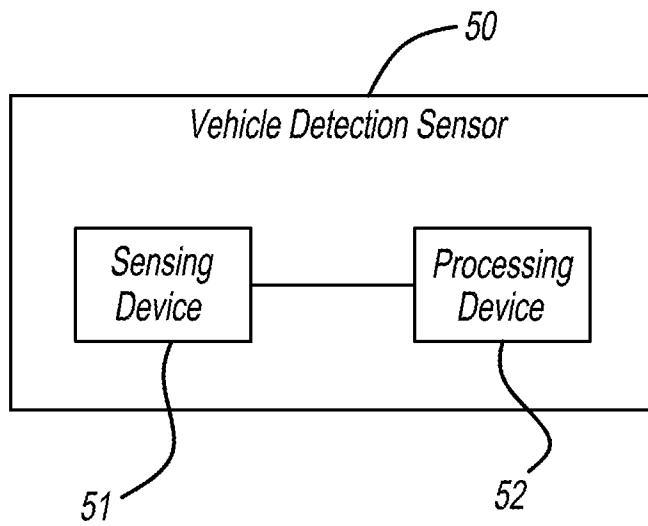 50
Vehicle Detection Sensor
Sensing
Device
Processing
Device
51
52